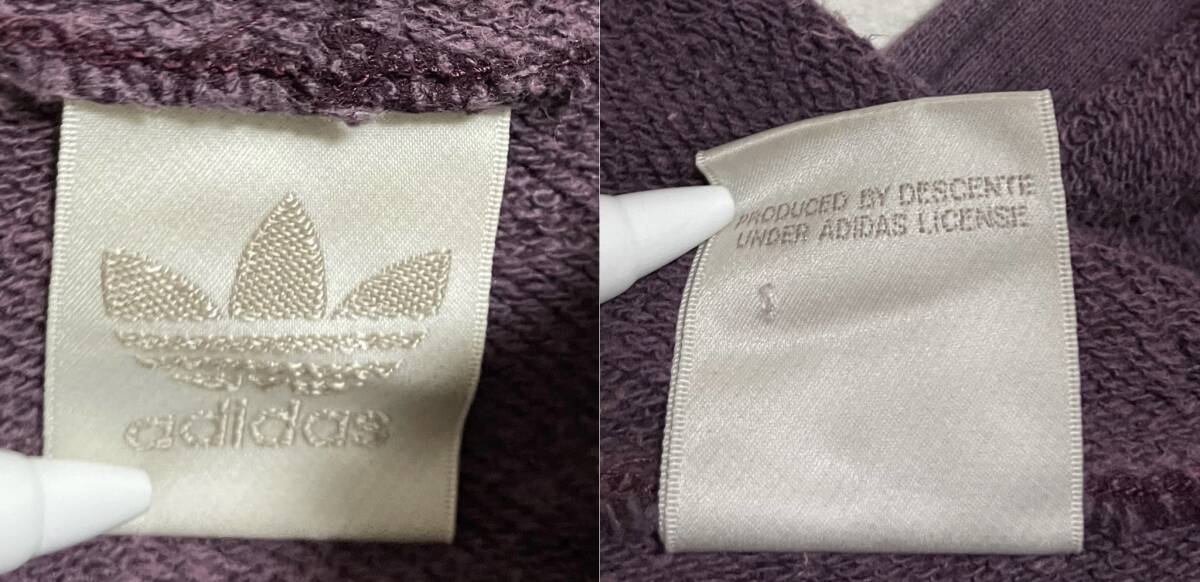 adidas
PRODUCED BY DESCENTE
UNDER ADIDAS LICENSE